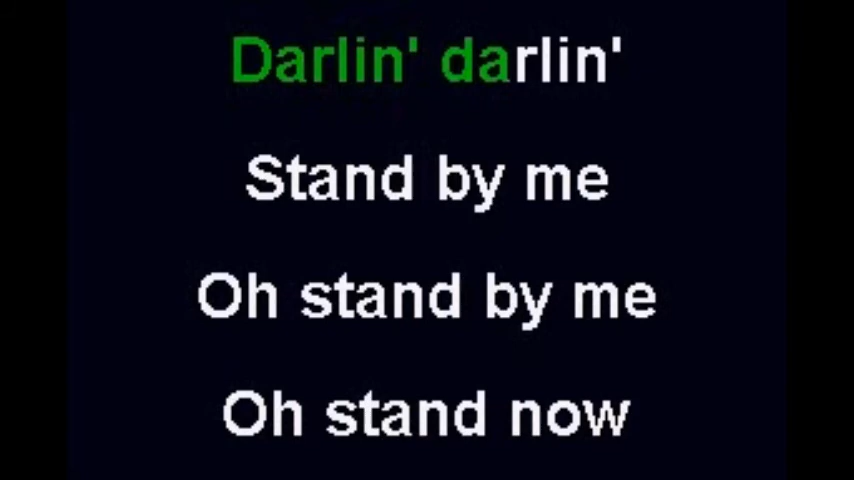 Darlin' darlin'
Stand by me
Oh stand by me
Oh stand now